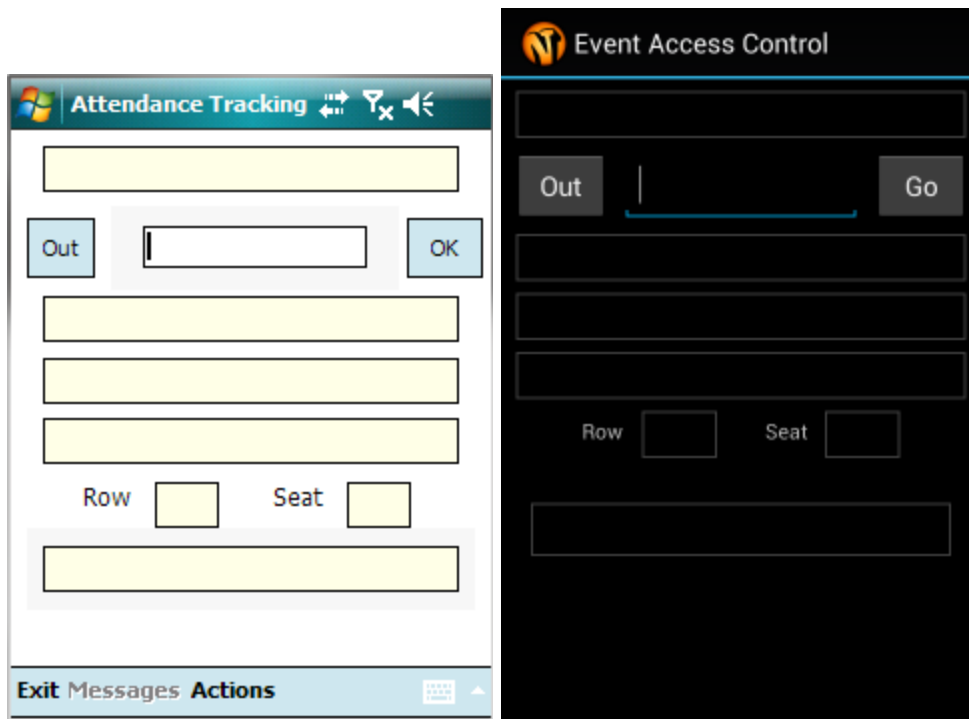 Attendance Tracking
Out
OK
Row Seat
Exit Messages Actions
Event Access Control
Out
Go
Row Seat